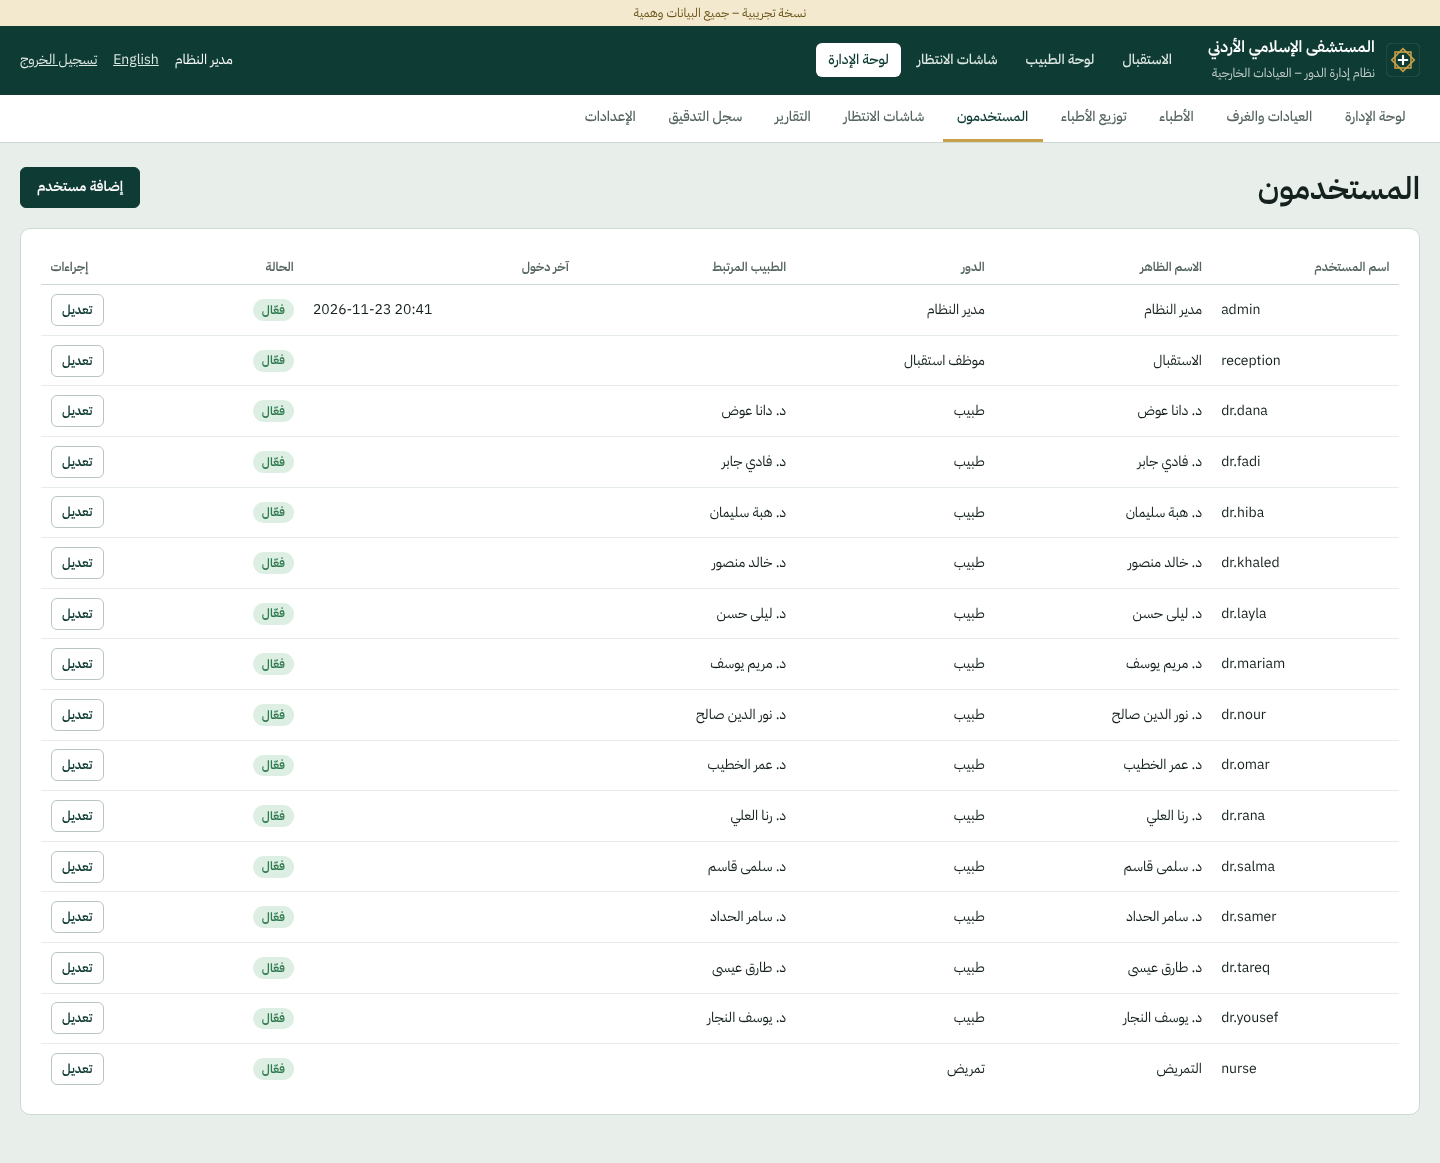 نسخة تجريبية – جميع البيانات وهمية
المستشفى الإسلامي الأردني
نظام إدارة الدور – العيادات الخارجية
الاستقبال لوحة الطبيب شاشات الانتظار لوحة الإدارة مدير النظام English تسجيل الخروج
لوحة الإدارة العيادات والغرف الأطباء توزيع الأطباء المستخدمون شاشات الانتظار التقارير سجل التدقيق الإعدادات
المستخدمون إضافة مستخدم
اسم المستخدم الاسم الظاهر الدور الطبيب المرتبط آخر دخول الحالة إجراءات
admin مدير النظام مدير النظام 2026-11-23 20:41 فعّال تعديل
reception الاستقبال موظف استقبال فعّال تعديل
dr.dana د. دانا عوض طبيب د. دانا عوض فعّال تعديل
dr.fadi د. فادي جابر طبيب د. فادي جابر فعّال تعديل
dr.hiba د. هبة سليمان طبيب د. هبة سليمان فعّال تعديل
dr.khaled د. خالد منصور طبيب د. خالد منصور فعّال تعديل
dr.layla د. ليلى حسن طبيب د. ليلى حسن فعّال تعديل
dr.mariam د. مريم يوسف طبيب د. مريم يوسف فعّال تعديل
dr.nour د. نور الدين صالح طبيب د. نور الدين صالح فعّال تعديل
dr.omar د. عمر الخطيب طبيب د. عمر الخطيب فعّال تعديل
dr.rana د. رنا العلي طبيب د. رنا العلي فعّال تعديل
dr.salma د. سلمى قاسم طبيب د. سلمى قاسم فعّال تعديل
dr.samer د. سامر الحداد طبيب د. سامر الحداد فعّال تعديل
dr.tareq د. طارق عيسى طبيب د. طارق عيسى فعّال تعديل
dr.yousef د. يوسف النجار طبيب د. يوسف النجار فعّال تعديل
nurse التمريض تمريض فعّال تعديل